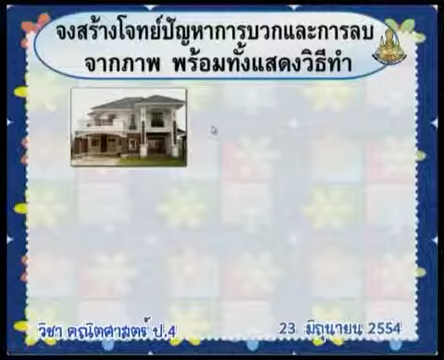 จงสร้างโจทย์ปัญหาการบวกและการลบ
จากภาพ พร้อมทั้งแสดงวิธีทำ
วิชา คณิตศาสตร์ ป.4
23 มิถุนายน 2554